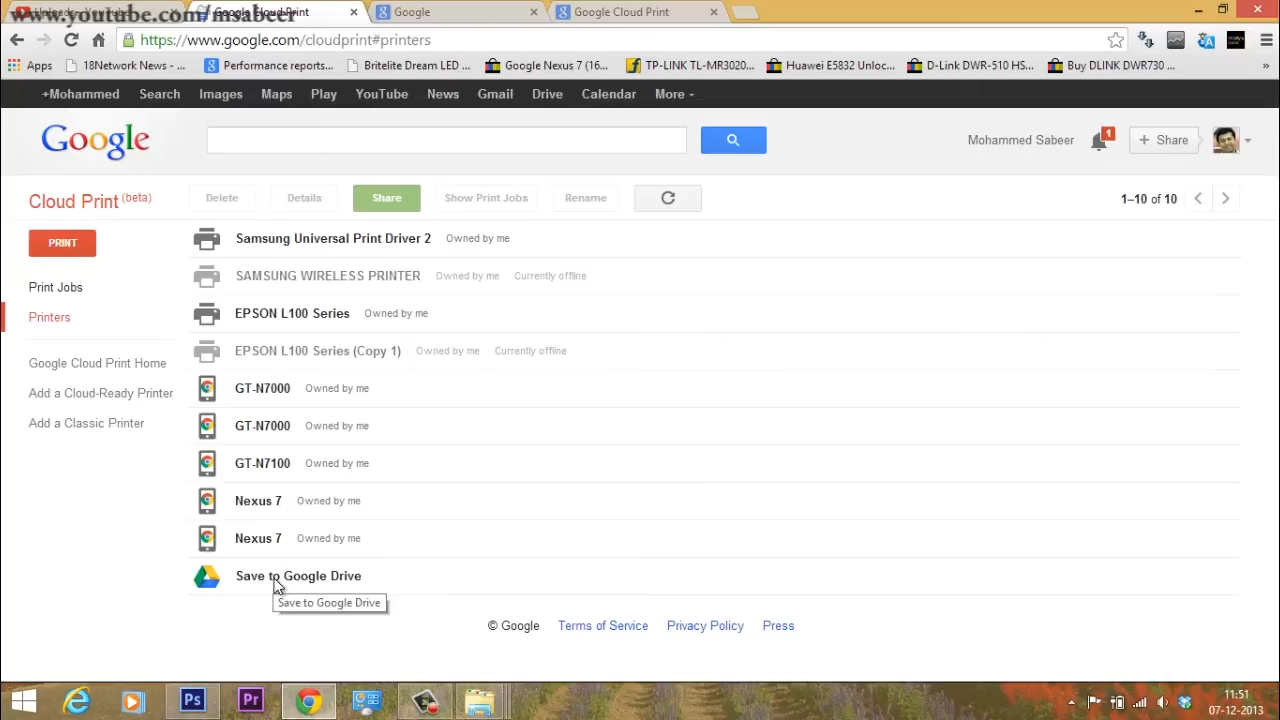 www.youtube.com/msabeer
Google Cloud Print
Google
Google Cloud Print
https://www.google.com/cloudprint#printers
Apps 18Network News - ... Performance reports... Britelite Dream LED ... Google Nexus 7 (16... TP-LINK TL-MR3020... Huawei E5832 Unloc... D-Link DWR-510 HS... Buy DLINK DWR730 ... »
+Mohammed Search Images Maps Play YouTube News Gmail Drive Calendar More
Google
Mohammed Sabeer 1 + Share
Cloud Print (beta)
Delete Details Share Show Print Jobs Rename 1–10 of 10
PRINT
Print Jobs
Printers
Google Cloud Print Home
Add a Cloud-Ready Printer
Add a Classic Printer
Samsung Universal Print Driver 2 Owned by me
SAMSUNG WIRELESS PRINTER Owned by me Currently offline
EPSON L100 Series Owned by me
EPSON L100 Series (Copy 1) Owned by me Currently offline
GT-N7000 Owned by me
GT-N7000 Owned by me
GT-N7100 Owned by me
Nexus 7 Owned by me
Nexus 7 Owned by me
Save to Google Drive
Save to Google Drive
© Google Terms of Service Privacy Policy Press
Ps Pr
11:51
07-12-2013